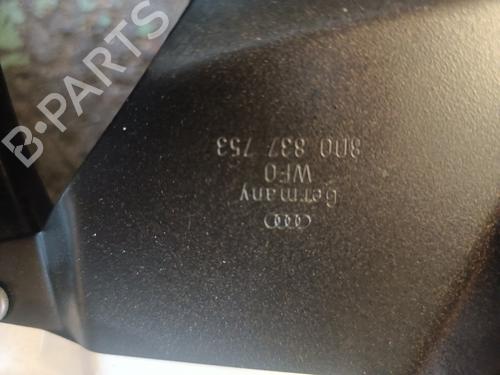 B-PARTS
8N0 837 753
WFO
Germany